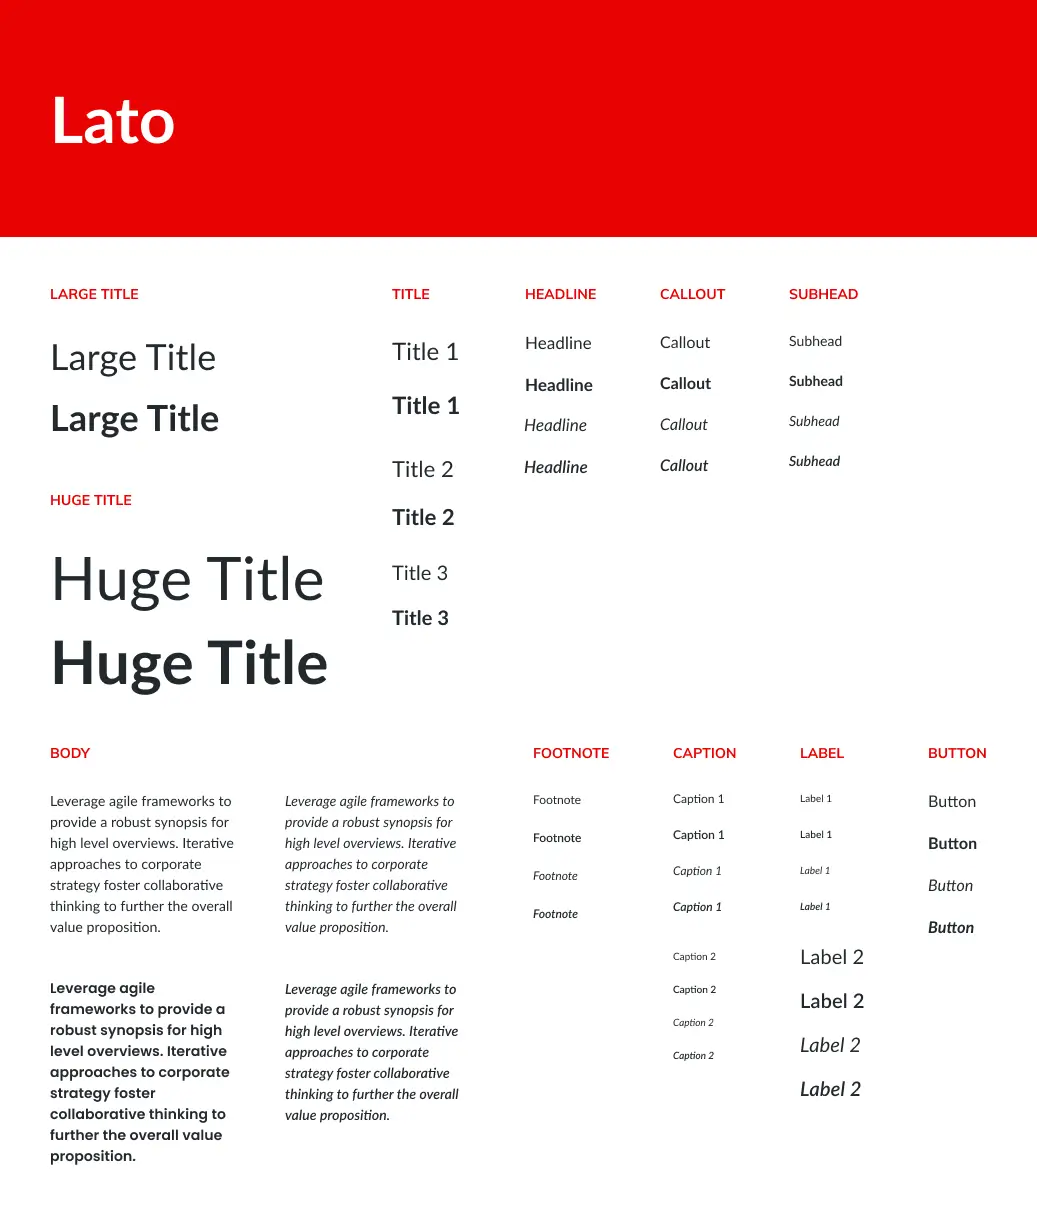 Lato
LARGE TITLE
Large Title
Large Title
HUGE TITLE
Huge Title
Huge Title
TITLE
Title 1
Title 1
Title 2
Title 2
Title 3
Title 3
HEADLINE
Headline
Headline
Headline
Headline
CALLOUT
Callout
Callout
Callout
Callout
SUBHEAD
Subhead
Subhead
Subhead
Subhead
BODY
Leverage agile frameworks to
provide a robust synopsis for
high level overviews. Iterative
approaches to corporate
strategy foster collaborative
thinking to further the overall
value proposition.
Leverage agile frameworks to
provide a robust synopsis for
high level overviews. Iterative
approaches to corporate
strategy foster collaborative
thinking to further the overall
value proposition.
Leverage agile
frameworks to provide a
robust synopsis for high
level overviews. Iterative
approaches to corporate
strategy foster
collaborative thinking to
further the overall value
proposition.
Leverage agile frameworks to
provide a robust synopsis for
high level overviews. Iterative
approaches to corporate
strategy foster collaborative
thinking to further the overall
value proposition.
FOOTNOTE
Footnote
Footnote
Footnote
Footnote
CAPTION
Caption 1
Caption 1
Caption 1
Caption 1
Caption 2
Caption 2
Caption 2
Caption 2
LABEL
Label 1
Label 1
Label 1
Label 1
Label 2
Label 2
Label 2
Label 2
BUTTON
Button
Button
Button
Button